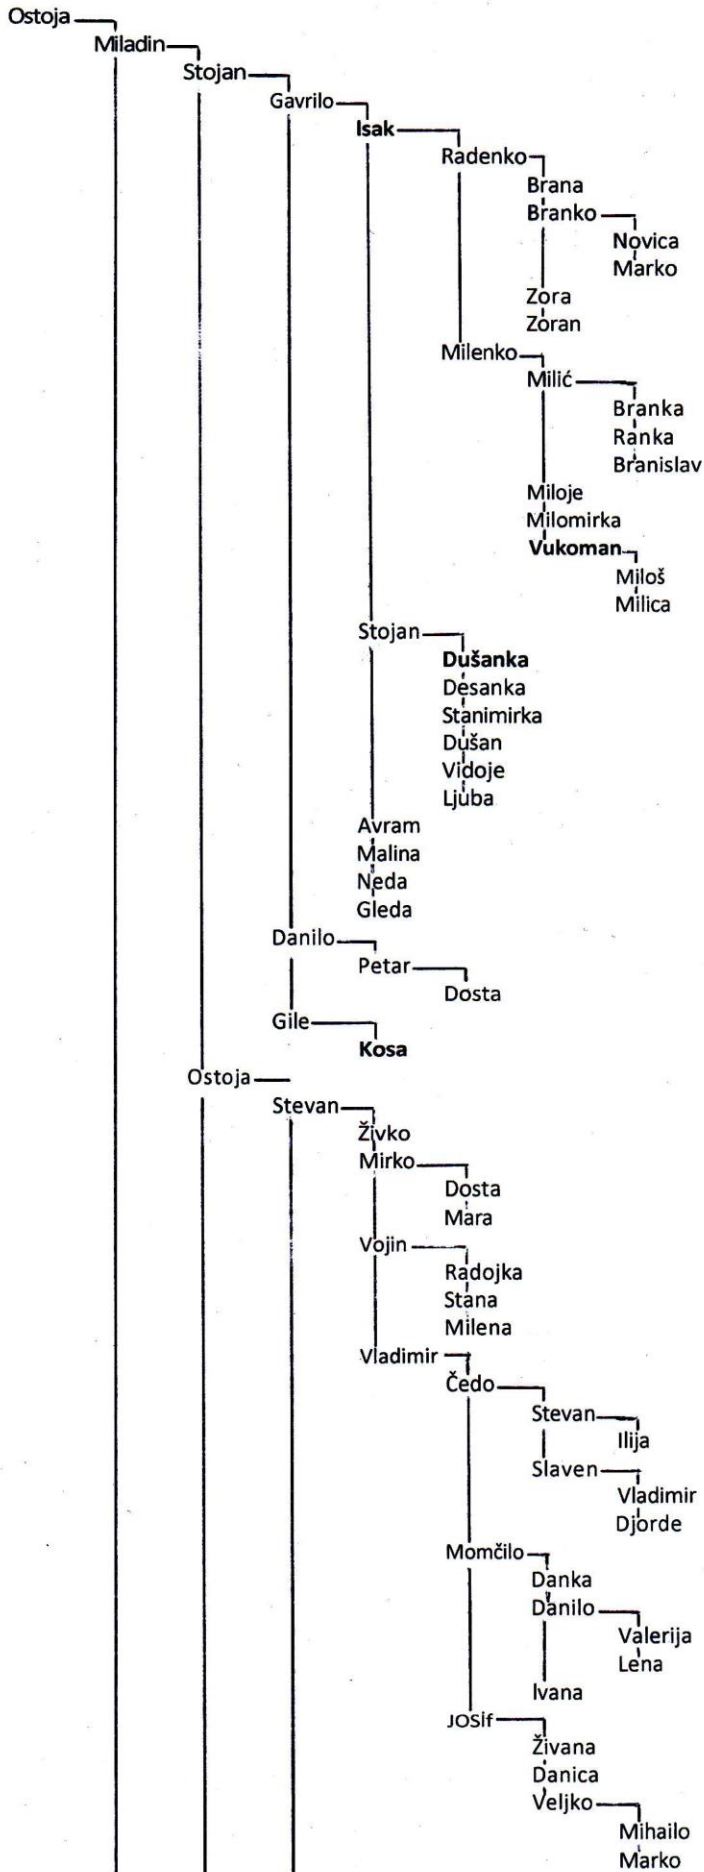 Ostoja
Miladin
Stojan
Gavrilo
Isak
Radenko
Brana
Branko
Novica
Marko
Zora
Zoran
Milenko
Milić
Branka
Ranka
Branislav
Miloje
Milomirka
Vukoman
Miloš
Milica
Stojan
Dušanka
Desanka
Stanimirka
Dušan
Vidoje
Ljuba
Avram
Malina
Neda
Gleda
Danilo
Petar
Dosta
Gile
Kosa
Ostoja
Stevan
Živko
Mirko
Dosta
Mara
Vojin
Radojka
Stana
Milena
Vladimir
Čedo
Stevan
Ilija
Slaven
Vladimir
Djorde
Momčilo
Danka
Danilo
Valerija
Lena
Ivana
JOSif
Živana
Danica
Veljko
Mihailo
Marko